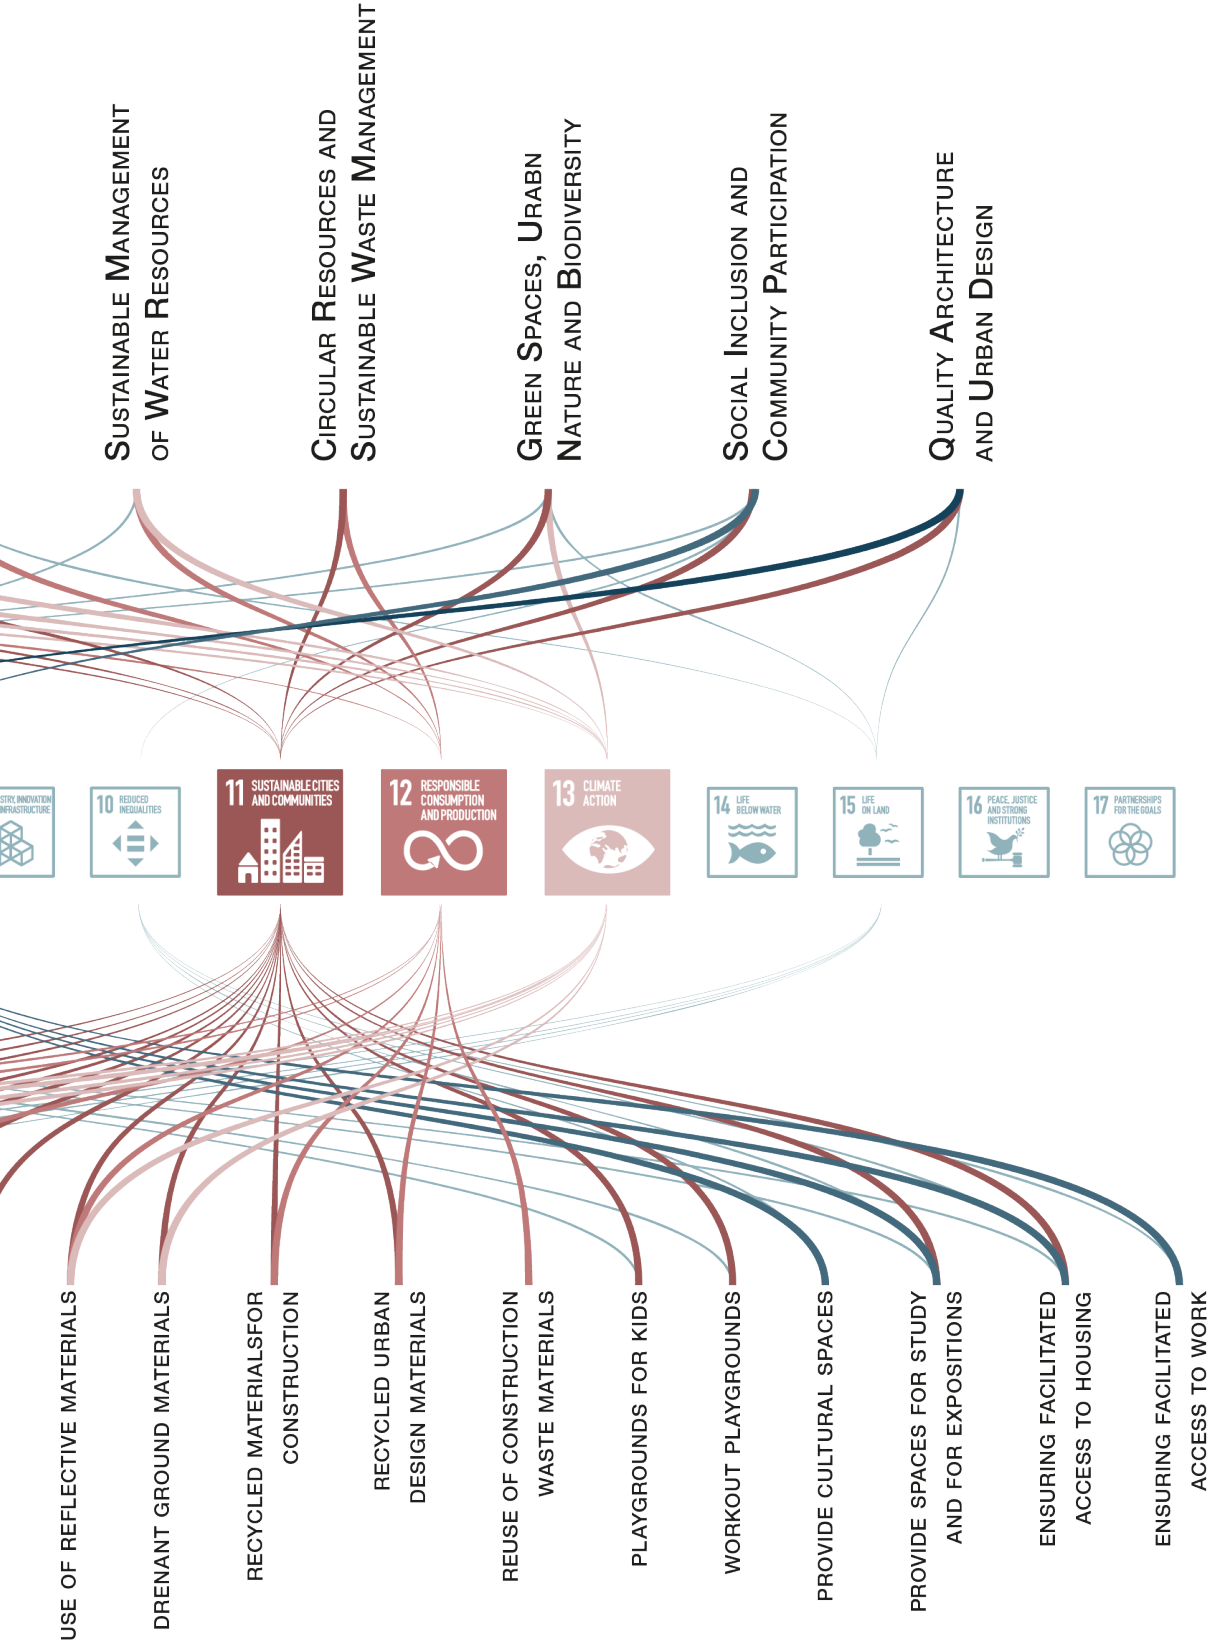 Sustainable Management
of Water Resources
Circular Resources and
Sustainable Waste Management
Green Spaces, Urabn
Nature and Biodiversity
Social Inclusion and
Community Participation
Quality Architecture
and Urban Design
STRY, INNOVATION
NFRASTRUCTURE
10 REDUCED
INEQUALITIES
11 SUSTAINABLE CITIES
AND COMMUNITIES
12 RESPONSIBLE
CONSUMPTION
AND PRODUCTION
13 CLIMATE
ACTION
14 LIFE
BELOW WATER
15 LIFE
ON LAND
16 PEACE, JUSTICE
AND STRONG
INSTITUTIONS
17 PARTNERSHIPS
FOR THE GOALS
USE OF REFLECTIVE MATERIALS
DRENANT GROUND MATERIALS
RECYCLED MATERIALSFOR
CONSTRUCTION
RECYCLED URBAN
DESIGN MATERIALS
REUSE OF CONSTRUCTION
WASTE MATERIALS
PLAYGROUNDS FOR KIDS
WORKOUT PLAYGROUNDS
PROVIDE CULTURAL SPACES
PROVIDE SPACES FOR STUDY
AND FOR EXPOSITIONS
ENSURING FACILITATED
ACCESS TO HOUSING
ENSURING FACILITATED
ACCESS TO WORK